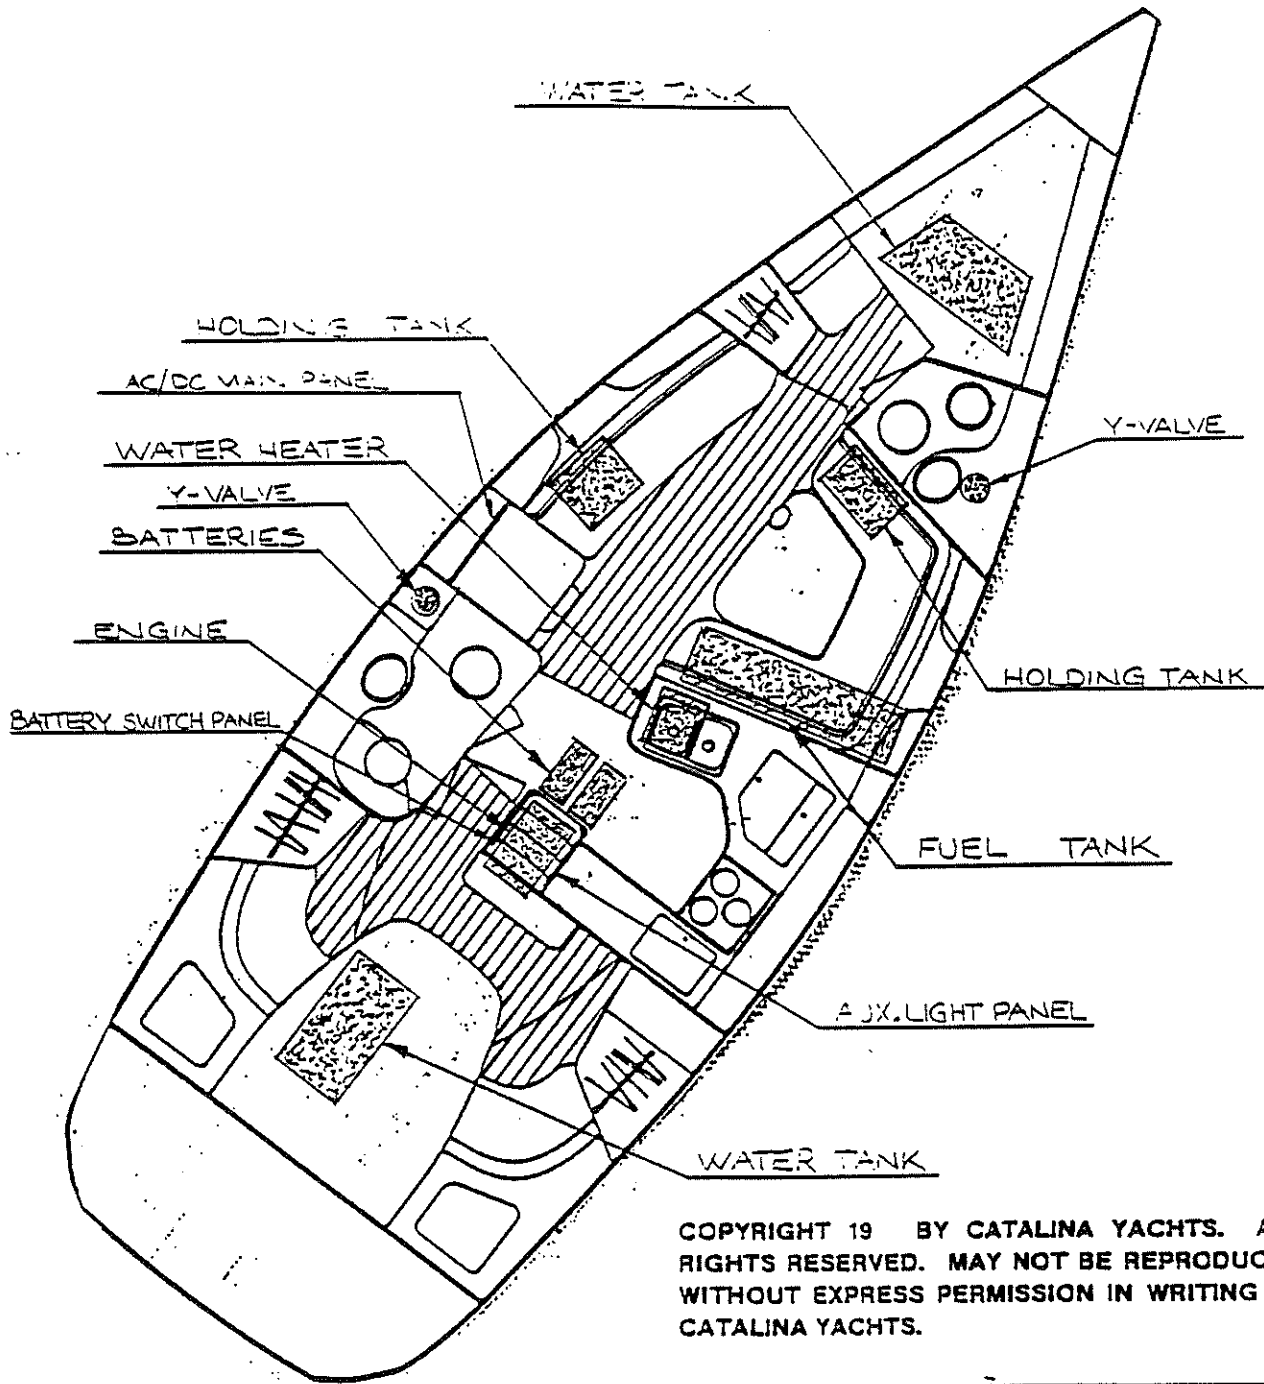 WATER TANK
HOLDING TANK
AC/DC MAIN PANEL
WATER HEATER
Y-VALVE
Y-VALVE
BATTERIES
ENGINE
HOLDING TANK
BATTERY SWITCH PANEL
FUEL TANK
AUX. LIGHT PANEL
WATER TANK
COPYRIGHT 19 BY CATALINA YACHTS.
RIGHTS RESERVED. MAY NOT BE
WITHOUT EXPRESS PERMISSION IN WRITING
CATALINA YACHTS.